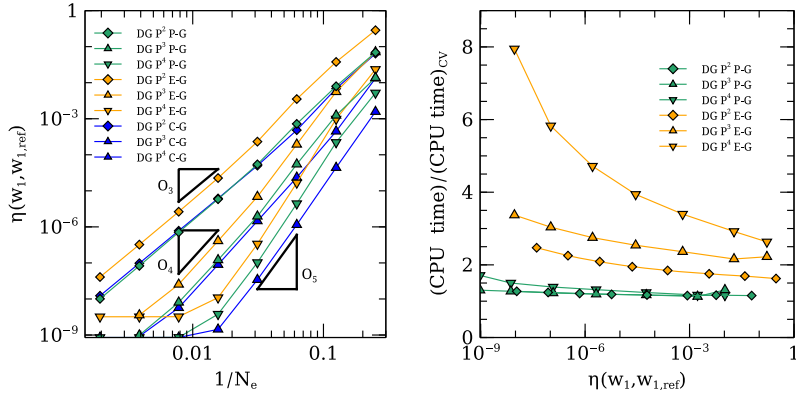 1
10⁻³
10⁻⁶
10⁻⁹
η(w₁,w₁,ref)
DG P² P-G
DG P³ P-G
DG P⁴ P-G
DG P² E-G
DG P³ E-G
DG P⁴ E-G
DG P² C-G
DG P³ C-G
DG P⁴ C-G
O₃
O₄
O₅
0.01 0.1
1/Nₑ
8
6
4
2
0
(CPU time)/(CPU time)CV
DG P² P-G
DG P³ P-G
DG P⁴ P-G
DG P² E-G
DG P³ E-G
DG P⁴ E-G
10⁻⁹ 10⁻⁶ 10⁻³ 1
η(w₁,w₁,ref)